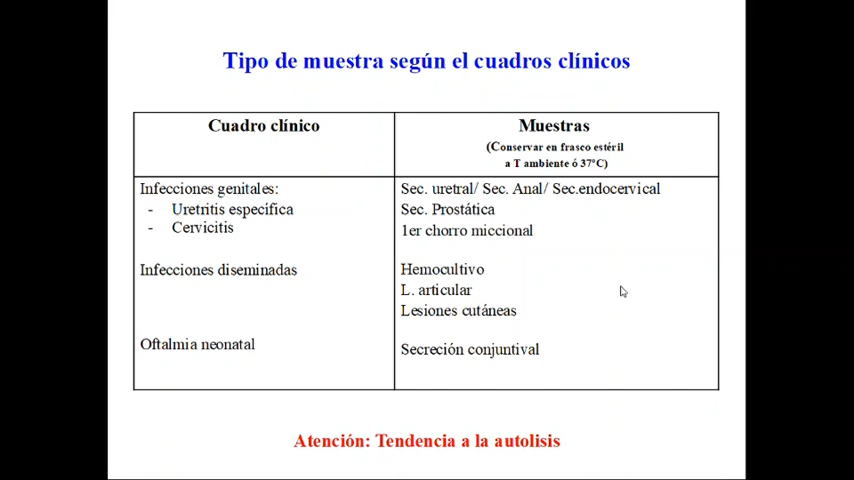 Tipo de muestra según el cuadros clínicos
Cuadro clínico
Muestras
(Conservar en frasco estéril
a T ambiente ó 37°C)
Infecciones genitales:
- Uretritis específica
- Cervicitis
Sec. uretral/ Sec. Anal/ Sec.endocervical
Sec. Prostática
1er chorro miccional
Infecciones diseminadas
Hemocultivo
L. articular
Lesiones cutáneas
Oftalmia neonatal
Secreción conjuntival
Atención: Tendencia a la autolisis